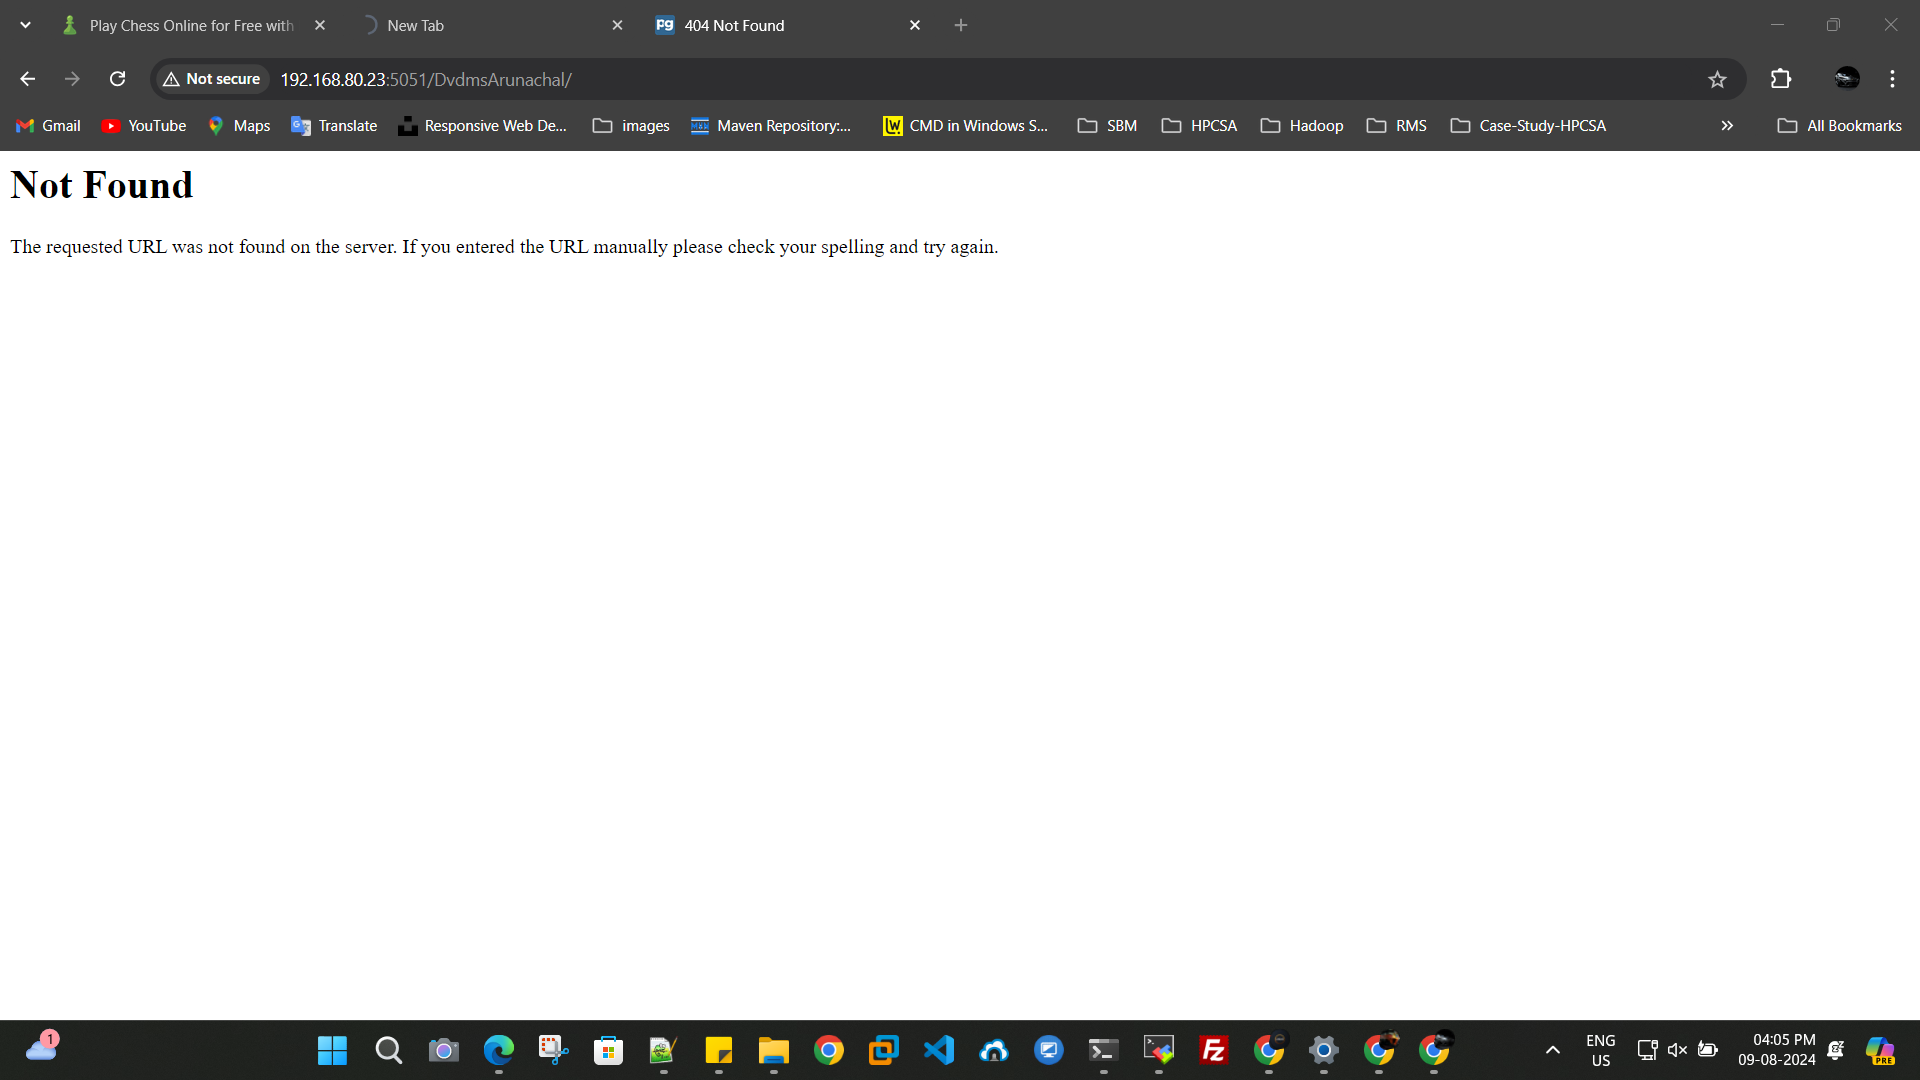 Play Chess Online for Free with
New Tab
pg 404 Not Found
Not secure 192.168.80.23:5051/DvdmsArunachal/
Gmail YouTube Maps Translate Responsive Web De... images Maven Repository:... CMD in Windows S... SBM HPCSA Hadoop RMS Case-Study-HPCSA All Bookmarks
Not Found
The requested URL was not found on the server. If you entered the URL manually please check your spelling and try again.
1
ENG
US
04:05 PM
09-08-2024
PRE